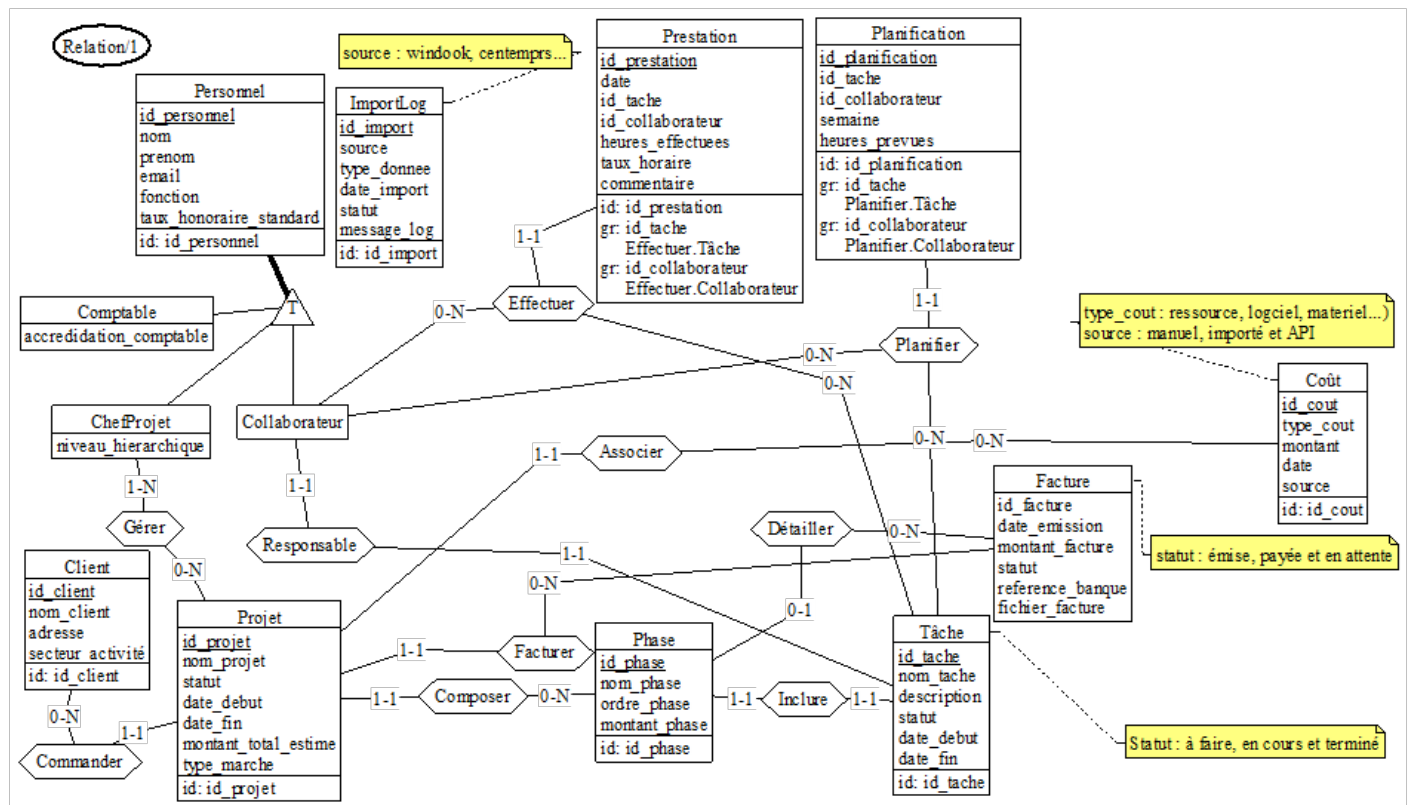 Relation/1
source : windook, centemprs...
Personnel
id_personnel
nom
prenom
email
fonction
taux_honoraire_standard
id: id_personnel
ImportLog
id_import
source
type_donnee
date_import
statut
message_log
id: id_import
Prestation
id_prestation
date
id_tache
id_collaborateur
heures_effectuees
taux_horaire
commentaire
id: id_prestation
gr: id_tache
Effectuer.Tâche
gr: id_collaborateur
Effectuer.Collaborateur
Planification
id_planification
id_tache
id_collaborateur
semaine
heures_prevues
id: id_planification
gr: id_tache
Planifier.Tâche
gr: id_collaborateur
Planifier.Collaborateur
1-1
1-1
T
Comptable
accredidation_comptable
0-N
Effectuer
Planifier
0-N
0-N
type_cout : ressource, logciel, materiel...)
source : manuel, importé et API
Coût
id_cout
type_cout
montant
date
source
id: id_cout
ChefProjet
niveau_hierarchique
Collaborateur
1-1
Associer
0-N
0-N
1-N
1-1
Gérer
Responsable
1-1
Détailler
0-N
Facture
id_facture
date_emission
montant_facture
statut
reference_banque
fichier_facture
statut : émise, payée et en attente
Client
id_client
nom_client
adresse
secteur_activité
id: id_client
0-N
0-N
0-1
Projet
id_projet
nom_projet
statut
date_debut
date_fin
montant_total_estime
type_marche
id: id_projet
1-1
Facturer
1-1
Composer
0-N
Phase
id_phase
nom_phase
ordre_phase
montant_phase
id: id_phase
1-1
Inclure
1-1
Tâche
id_tache
nom_tache
description
statut
date_debut
date_fin
id: id_tache
0-N
1-1
Commander
Statut : à faire, en cours et terminé